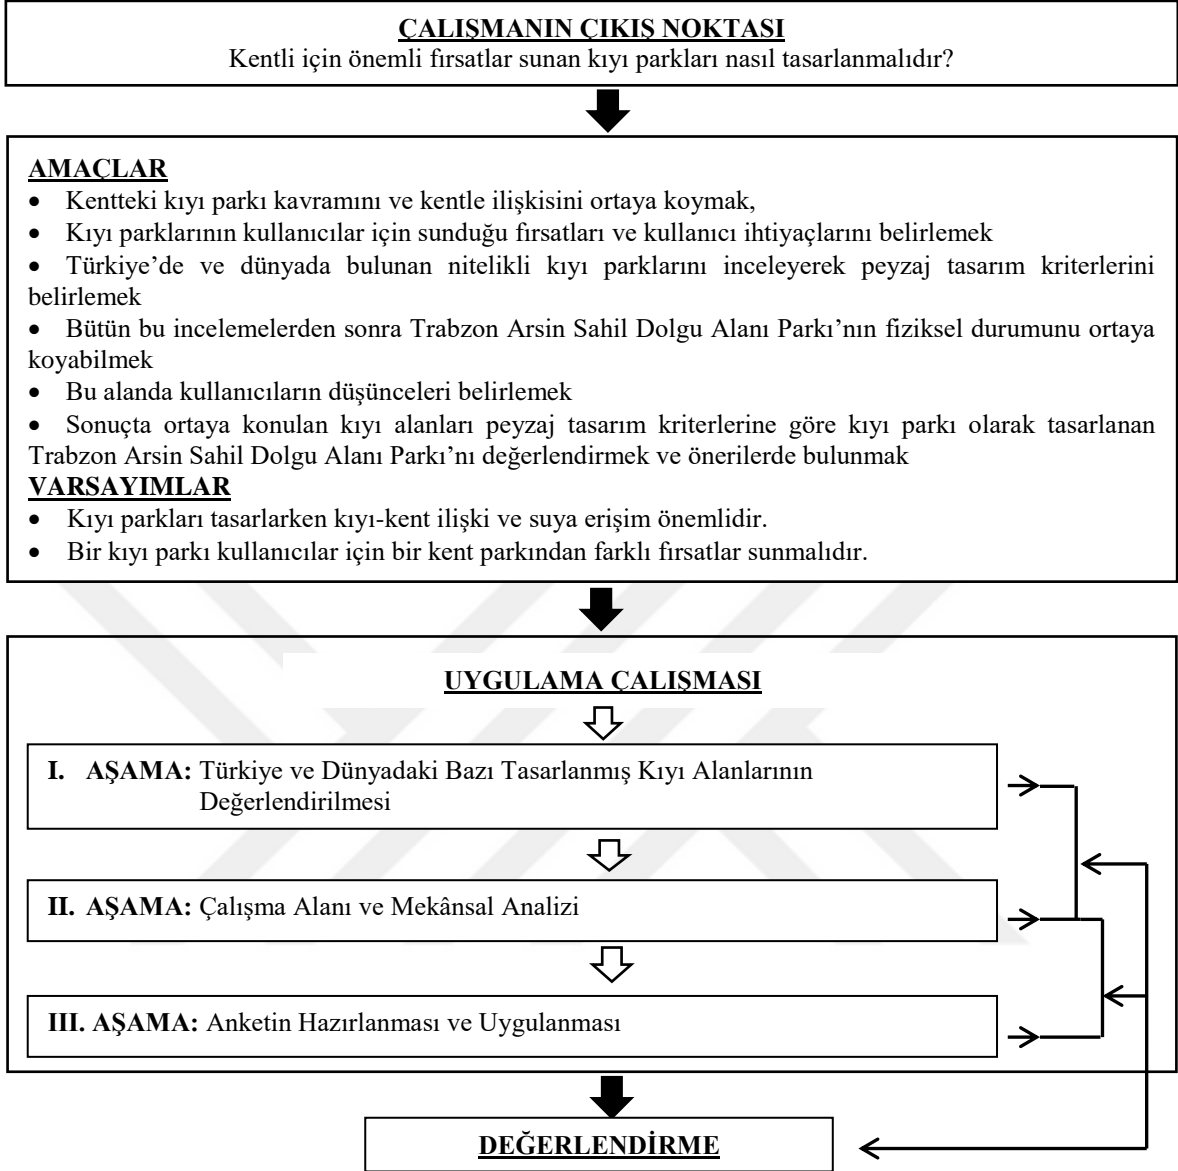 ÇALIŞMANIN ÇIKIŞ NOKTASI
Kentli için önemli fırsatlar sunan kıyı parkları nasıl tasarlanmalıdır?
AMAÇLAR
• Kentteki kıyı parkı kavramını ve kentle ilişkisini ortaya koymak,
• Kıyı parklarının kullanıcılar için sunduğu fırsatları ve kullanıcı ihtiyaçlarını belirlemek
• Türkiye’de ve dünyada bulunan nitelikli kıyı parklarını inceleyerek peyzaj tasarım kriterlerini
belirlemek
• Bütün bu incelemelerden sonra Trabzon Arsin Sahil Dolgu Alanı Parkı’nın fiziksel durumunu ortaya
koyabilmek
• Bu alanda kullanıcıların düşünceleri belirlemek
• Sonuçta ortaya konulan kıyı alanları peyzaj tasarım kriterlerine göre kıyı parkı olarak tasarlanan
Trabzon Arsin Sahil Dolgu Alanı Parkı’nı değerlendirmek ve önerilerde bulunmak
VARSAYIMLAR
• Kıyı parkları tasarlarken kıyı-kent ilişki ve suya erişim önemlidir.
• Bir kıyı parkı kullanıcılar için bir kent parkından farklı fırsatlar sunmalıdır.
UYGULAMA ÇALIŞMASI
I. AŞAMA: Türkiye ve Dünyadaki Bazı Tasarlanmış Kıyı Alanlarının
Değerlendirilmesi
II. AŞAMA: Çalışma Alanı ve Mekânsal Analizi
III. AŞAMA: Anketin Hazırlanması ve Uygulanması
DEĞERLENDİRME